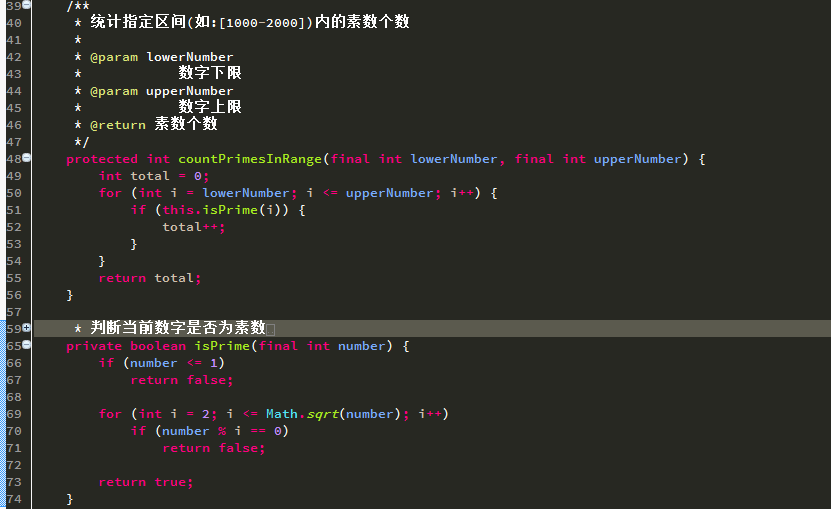 39 /**
40 * 统计指定区间(如:[1000-2000])内的素数个数
41 *
42 * @param lowerNumber
43 * 数字下限
44 * @param upperNumber
45 * 数字上限
46 * @return 素数个数
47 */
48 protected int countPrimesInRange(final int lowerNumber, final int upperNumber) {
49 int total = 0;
50 for (int i = lowerNumber; i <= upperNumber; i++) {
51 if (this.isPrime(i)) {
52 total++;
53 }
54 }
55 return total;
56 }
57
59 * 判断当前数字是否为素数
65 private boolean isPrime(final int number) {
66 if (number <= 1)
67 return false;
68
69 for (int i = 2; i <= Math.sqrt(number); i++)
70 if (number % i == 0)
71 return false;
72
73 return true;
74 }